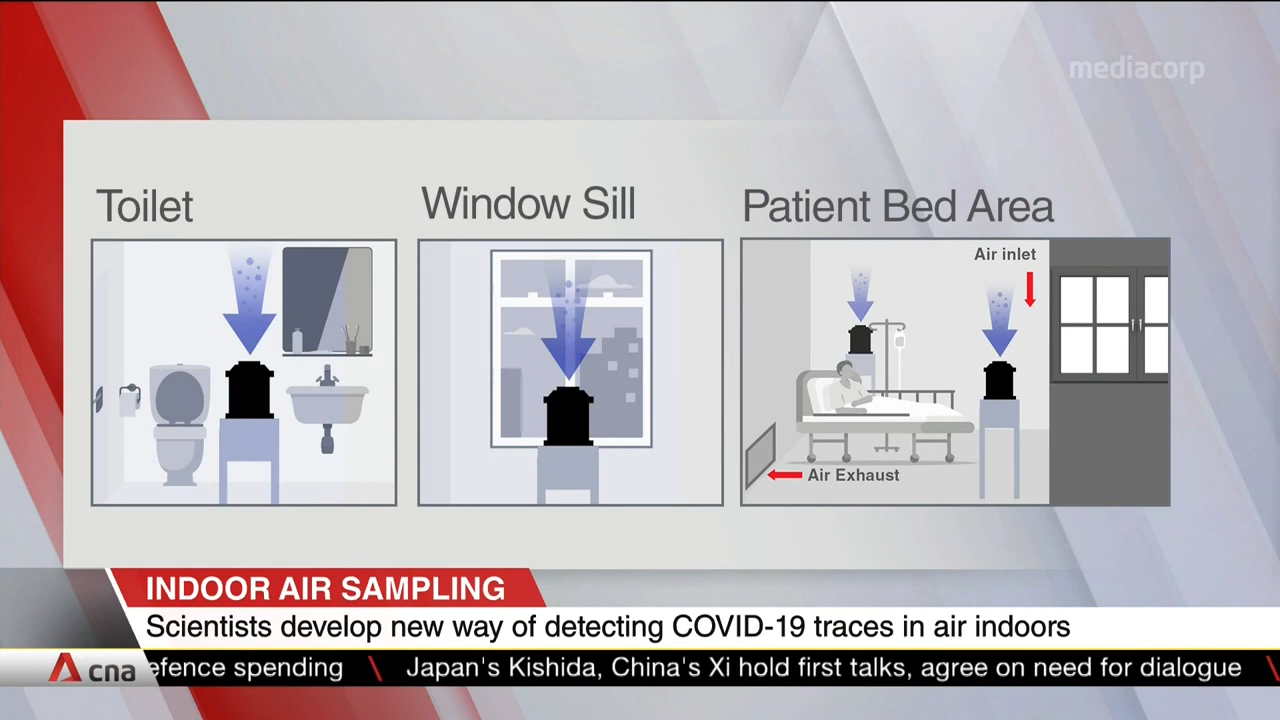 mediacorp
Toilet
Window Sill
Patient Bed Area
Air inlet
Air Exhaust
INDOOR AIR SAMPLING
Scientists develop new way of detecting COVID-19 traces in air indoors
cna
efence spending \ Japan's Kishida, China's Xi hold first talks, agree on need for dialogue \